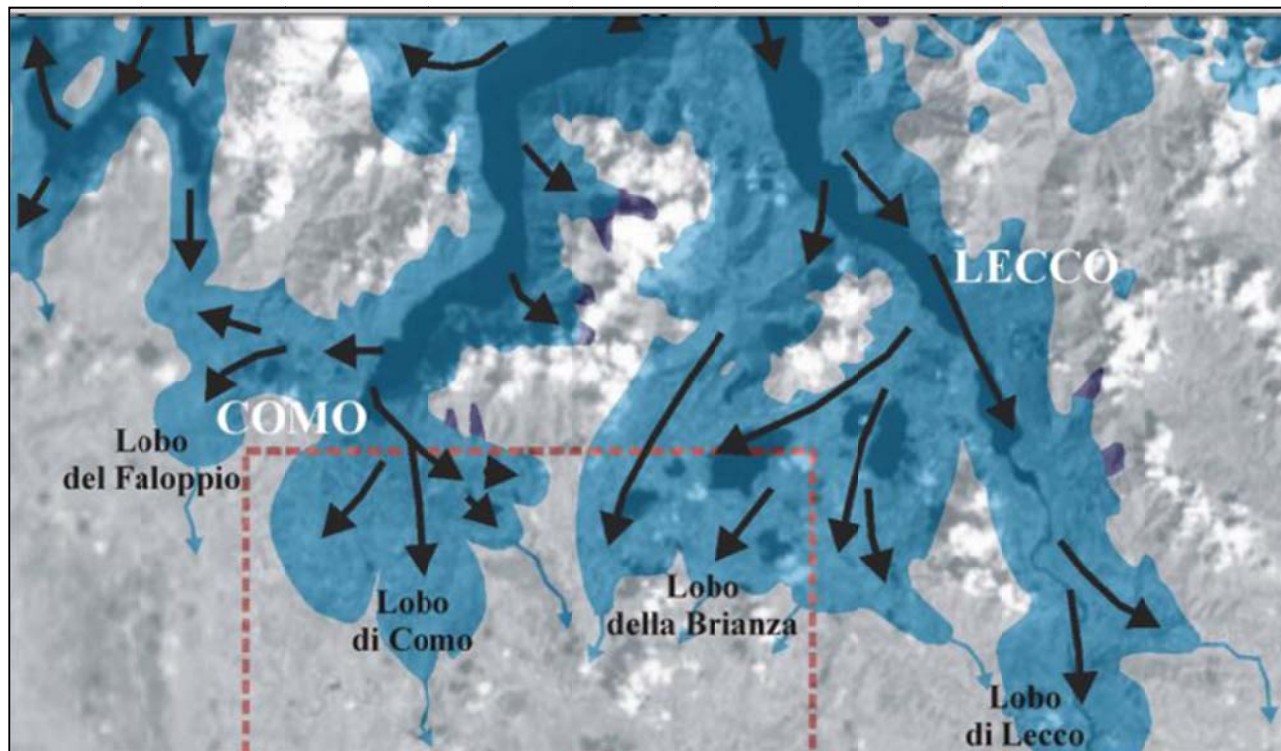 LECCO
COMO
Lobo
del Faloppio
Lobo
di Como
Lobo
della Brianza
Lobo
di Lecco